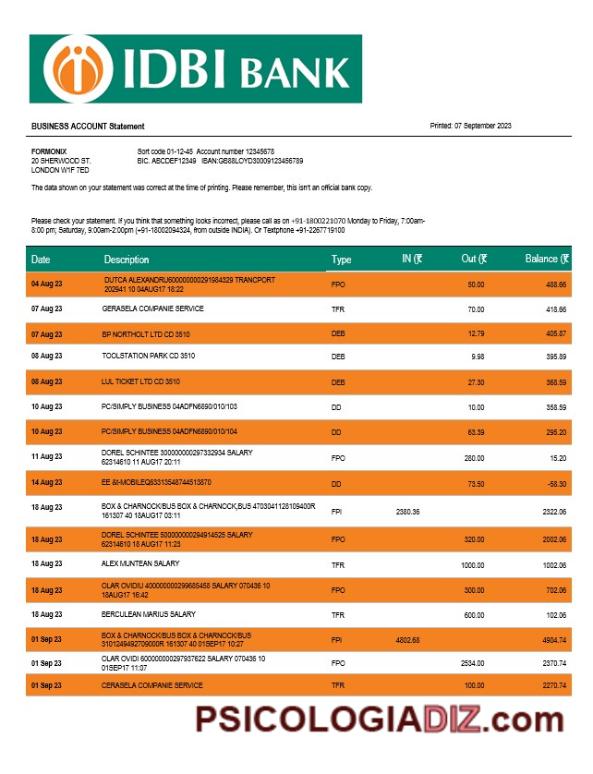 IDBI BANK
BUSINESS ACCOUNT Statement
Printed: 07 September 2023
FORMONIX
Sort code 01-12-45 Account number 12345678
20 SHERWOOD ST.
BIC. ABCDEF12349 IBAN:GB88LOYD30009123456789
LONDON W1F 7ED
The data shown on your statement was correct at the time of printing. Please remember, this isn't an official bank copy.
Please check your statement. If you think that something looks incorrect, please call as on +91-1800221070 Monday to Friday, 7:00am-
8:00 pm; Saturday, 9:00am-2:00pm (+91-18002094324, from outside INDIA). Or Textphone +91-2267719100
Date Description Type IN (₹ Out (₹ Balance (₹
04 Aug 23 DUTCA ALEXANDRU600000000291984329 TRANCPORT FPO 50.00 488.66
202941 10 04AUG17 18:22
07 Aug 23 GERASELA COMPANIE SERVICE TFR 70.00 418.66
07 Aug 23 BP NORTHOLT LTD CD 3510 DEB 12.79 405.87
08 Aug 23 TOOLSTATION PARK CD 3510 DEB 9.98 395.89
08 Aug 23 LUL TICKET LTD CD 3510 DEB 27.30 368.59
10 Aug 23 PC/SIMPLY BUSINESS 04ADFN6890/010/103 DD 10.00 358.59
10 Aug 23 PC/SIMPLY BUSINESS 04ADFN6890/010/104 DD 63.39 295.20
11 Aug 23 DOREL SCHINTEE 300000000297332934 SALARY FPO 280.00 15.20
62314610 11 AUG17 20:11
14 Aug 23 EE &t-MOBILEQ63313548744513870 DD 73.50 -58.30
18 Aug 23 BOX & CHARNOCK/BUS BOX & CHARNOCK,BUS 4703041128109400R FPI 2380.36 2322.06
161307 40 18AUG17 03:11
18 Aug 23 DOREL SCHINTEE 500000000294914525 SALARY FPO 320.00 2002.06
62314610 18 AUG17 11:23
18 Aug 23 ALEX MUNTEAN SALARY TFR 1000.00 1002.06
18 Aug 23 OLAR OVIDIU 400000000299685458 SALARY 070436 10 FPO 300.00 702.06
18AUG17 16:42
18 Aug 23 BERCULEAN MARIUS SALARY TFR 600.00 102.06
01 Sep 23 BOX & CHARNOCK/BUS BOX & CHARNOCK/BUS FPI 4802.68 4904.74
3101249492709000R 161307 40 01SEP17 10:27
01 Sep 23 OLAR OVIDI 600000000297937622 SALARY 070436 10 FPO 2534.00 2370.74
01SEP17 11:07
01 Sep 23 CERASELA COMPANIE SERVICE TFR 100.00 2270.74
PSICOLOGIADIZ.com